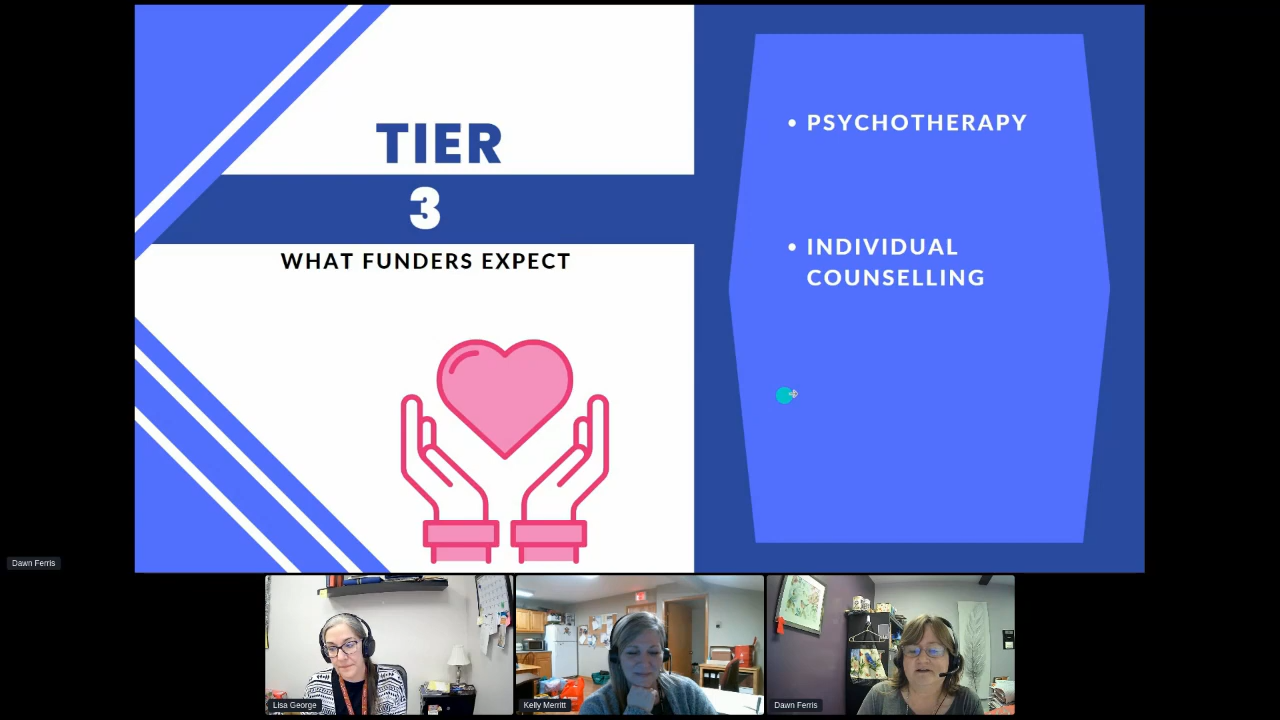 TIER
3
WHAT FUNDERS EXPECT
• PSYCHOTHERAPY
• INDIVIDUAL
COUNSELLING
Dawn Ferris
Lisa George
Kelly Merritt
Dawn Ferris